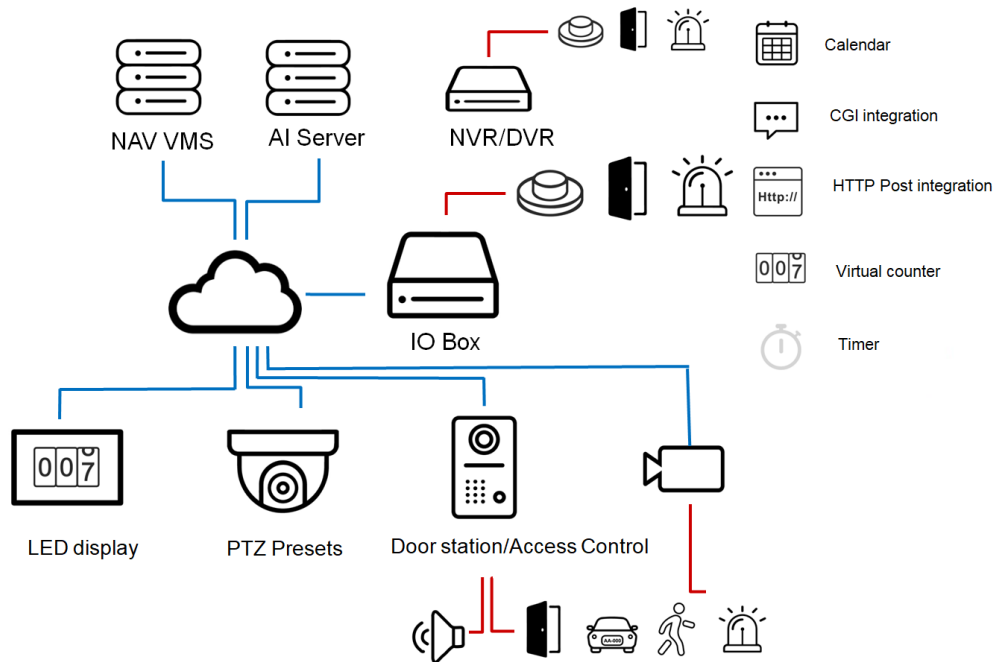 Calendar
NAV VMS
AI Server
NVR/DVR
CGI integration
Http://
HTTP Post integration
007
Virtual counter
IO Box
Timer
007
LED display
PTZ Presets
Door station/Access Control
AA-000